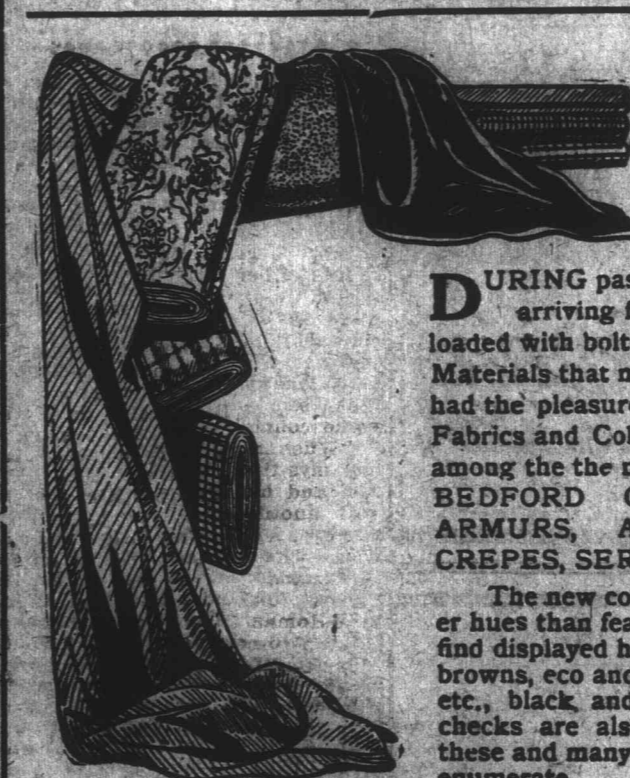 DURING pas
arriving f
loaded with bolt
Materials that n
had the pleasure
Fabrics and Col
among the the n
BEDFORD C
ARMURS, A
CREPES, SER
The new co
er hues than fea
find displayed h
browns, eco and
etc., black and
checks are als
these and many